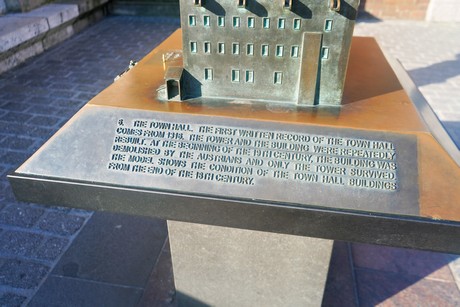 6. THE TOWN HALL. THE FIRST WRITTEN RECORD OF THE TOWN HALL
COMES FROM 1313. THE TOWER AND THE BUILDING WERE REPEATEDLY
REBUILT. AT THE BEGINNING OF THE 19TH CENTURY, THE BUILDING WAS
DEMOLISHED BY THE AUSTRIANS AND ONLY THE TOWER SURVIVED.
THE MODEL SHOWS THE CONDITION OF THE TOWN HALL BUILDINGS
FROM THE END OF THE 18TH CENTURY.